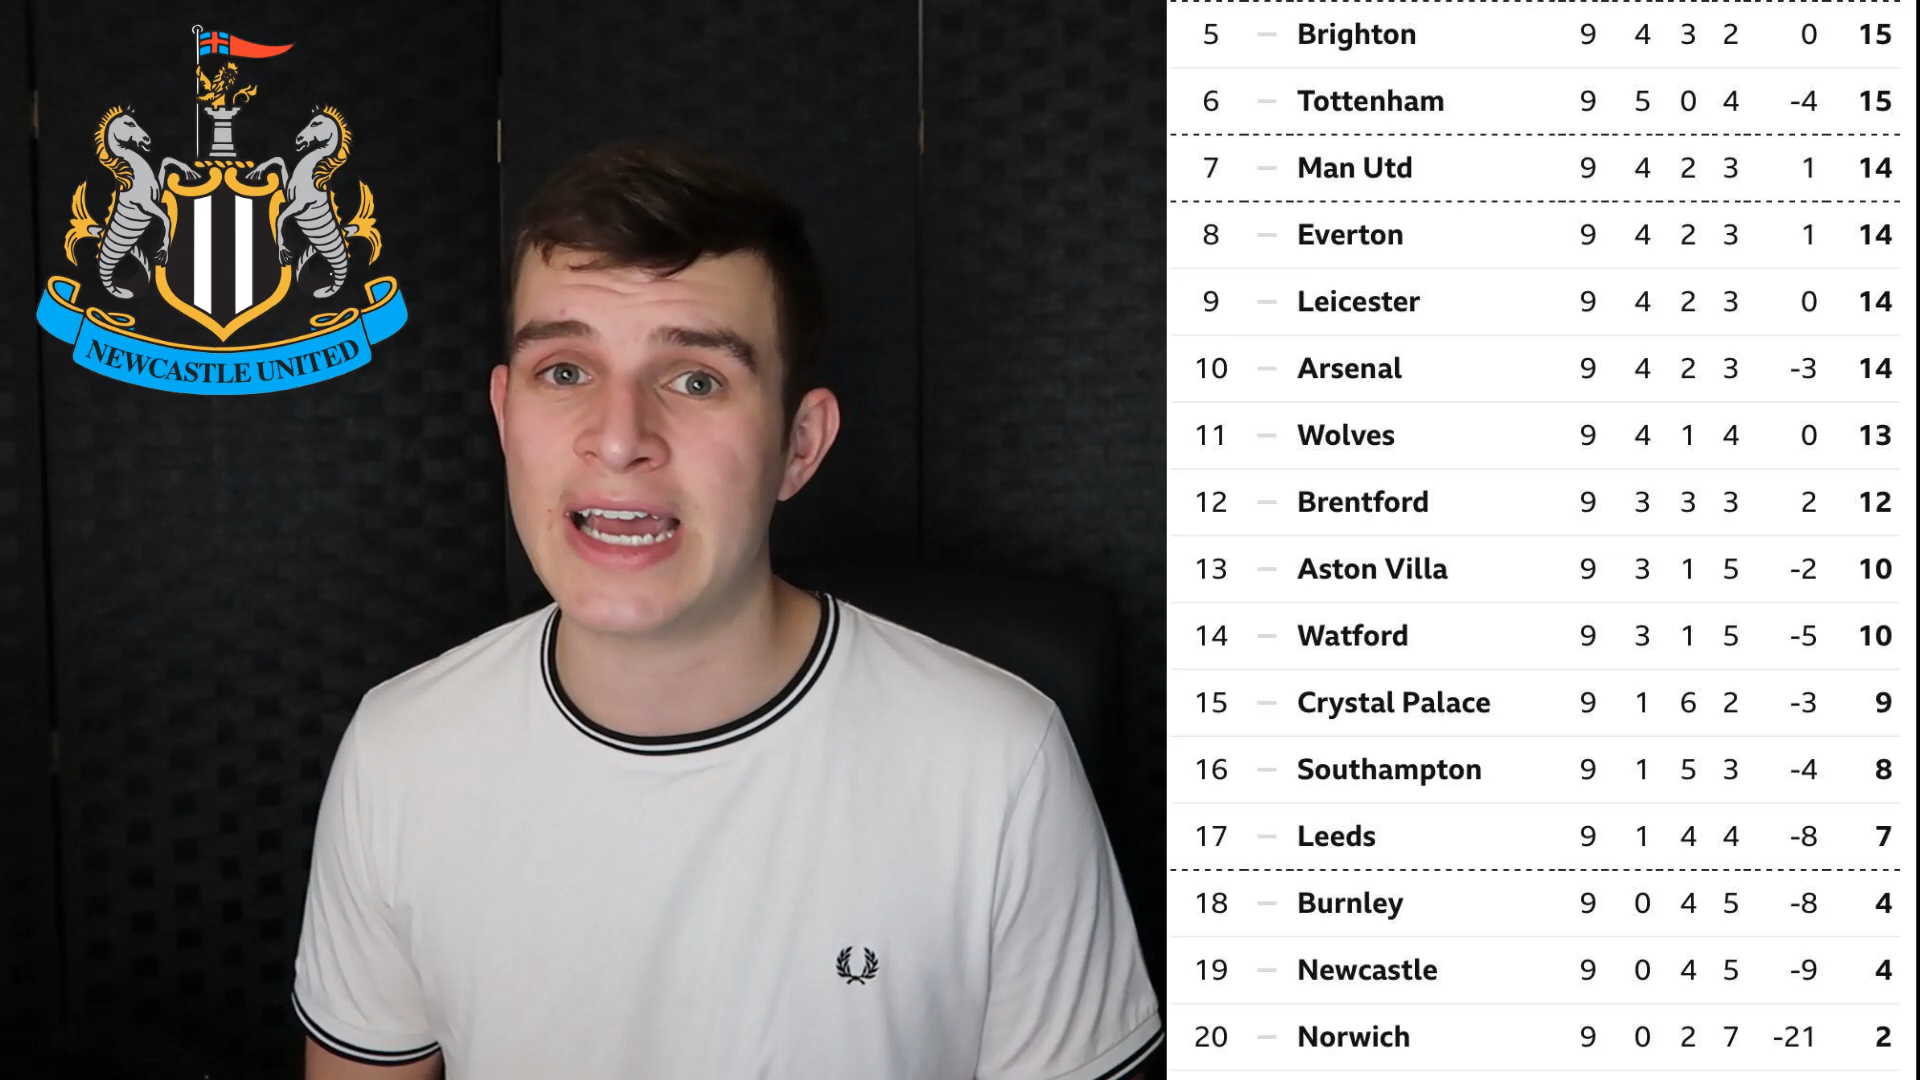 NEWCASTLE UNITED
5 – Brighton 9 4 3 2 0 15
6 – Tottenham 9 5 0 4 -4 15
7 – Man Utd 9 4 2 3 1 14
8 – Everton 9 4 2 3 1 14
9 – Leicester 9 4 2 3 0 14
10 – Arsenal 9 4 2 3 -3 14
11 – Wolves 9 4 1 4 0 13
12 – Brentford 9 3 3 3 2 12
13 – Aston Villa 9 3 1 5 -2 10
14 – Watford 9 3 1 5 -5 10
15 – Crystal Palace 9 1 6 2 -3 9
16 – Southampton 9 1 5 3 -4 8
17 – Leeds 9 1 4 4 -8 7
18 – Burnley 9 0 4 5 -8 4
19 – Newcastle 9 0 4 5 -9 4
20 – Norwich 9 0 2 7 -21 2